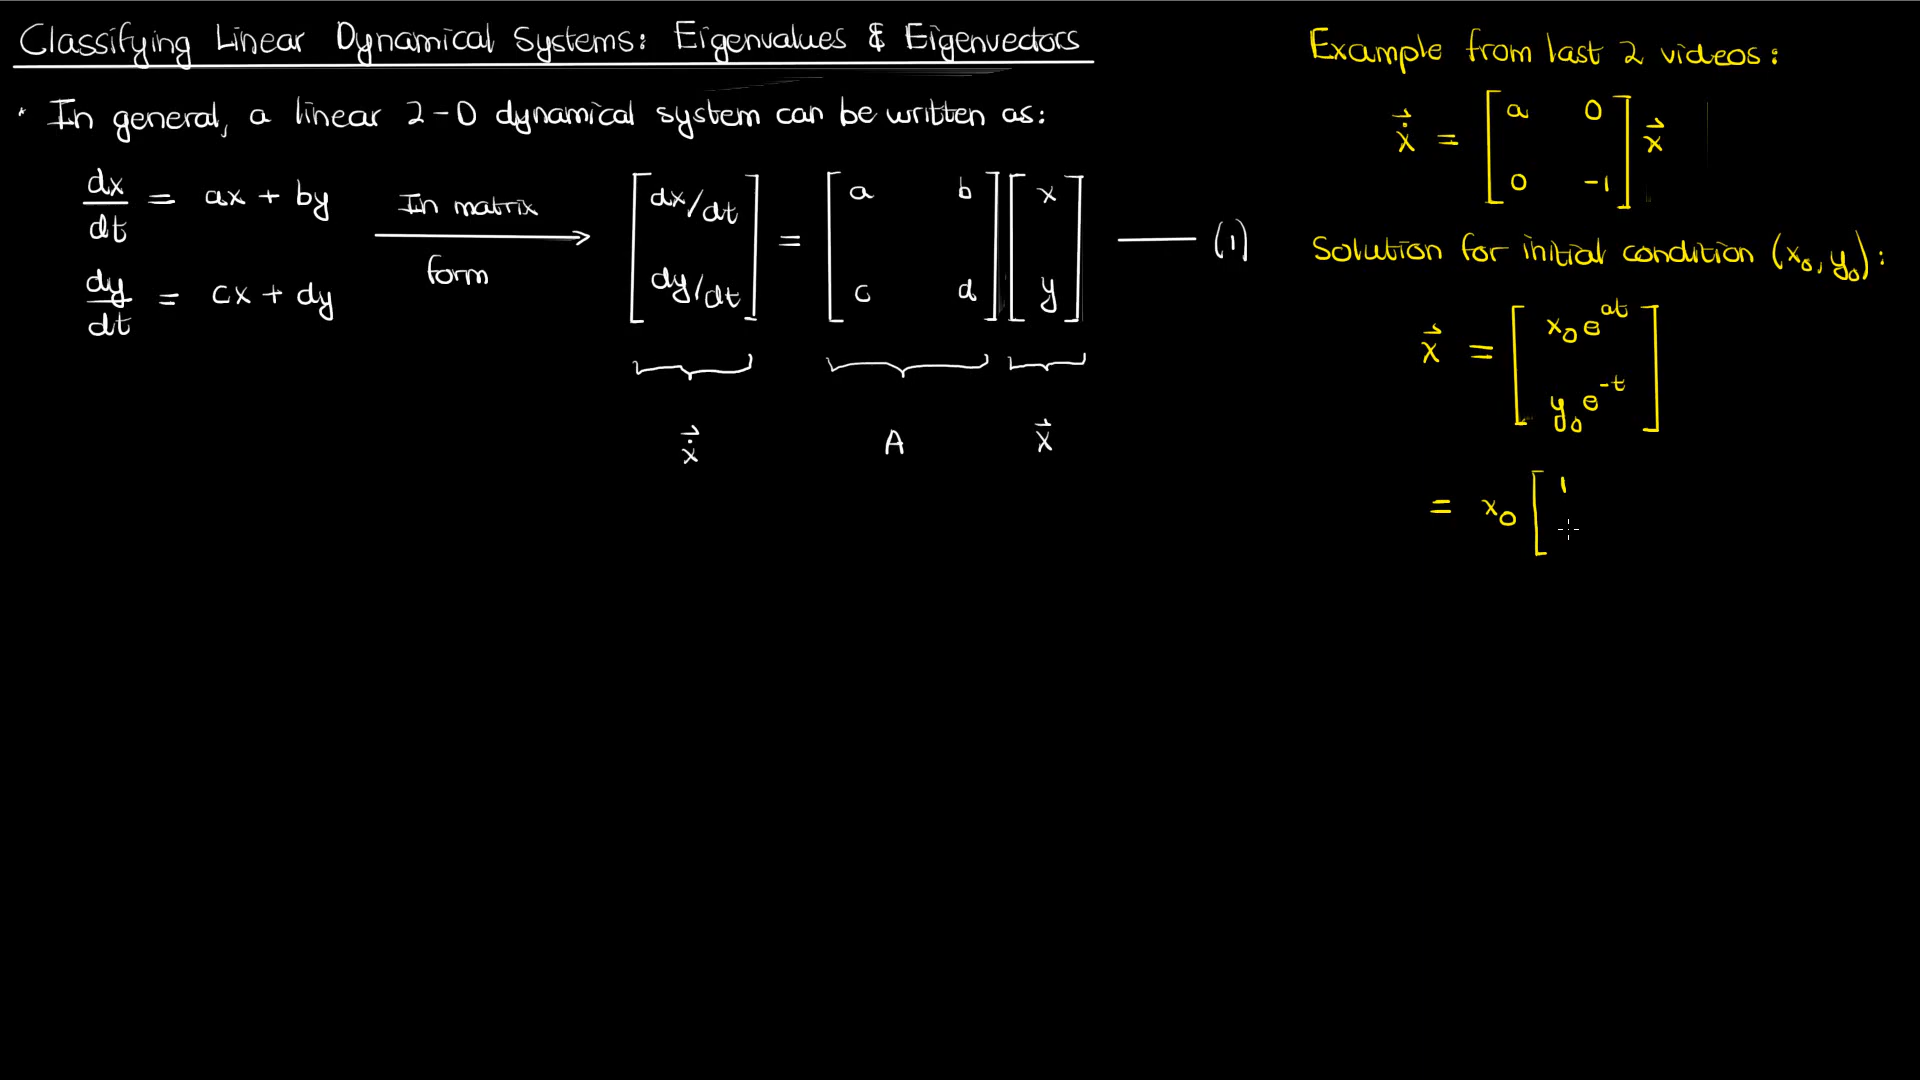 Classifying Linear Dynamical Systems: Eigenvalues & Eigenvectors
* In general, a linear 2-D dynamical system can be written as:
dx/dt = ax + by
dy/dt = cx + dy
In matrix
form
[dx/dt  dy/dt] = [a b  c d] [x  y] — (1)
ẋ⃗ A x⃗
Example from last 2 videos:
ẋ⃗ = [a 0  0 -1] x⃗
Solution for initial condition (x₀, y₀):
x⃗ = [x₀e^at  y₀e^-t]
= x₀ [1